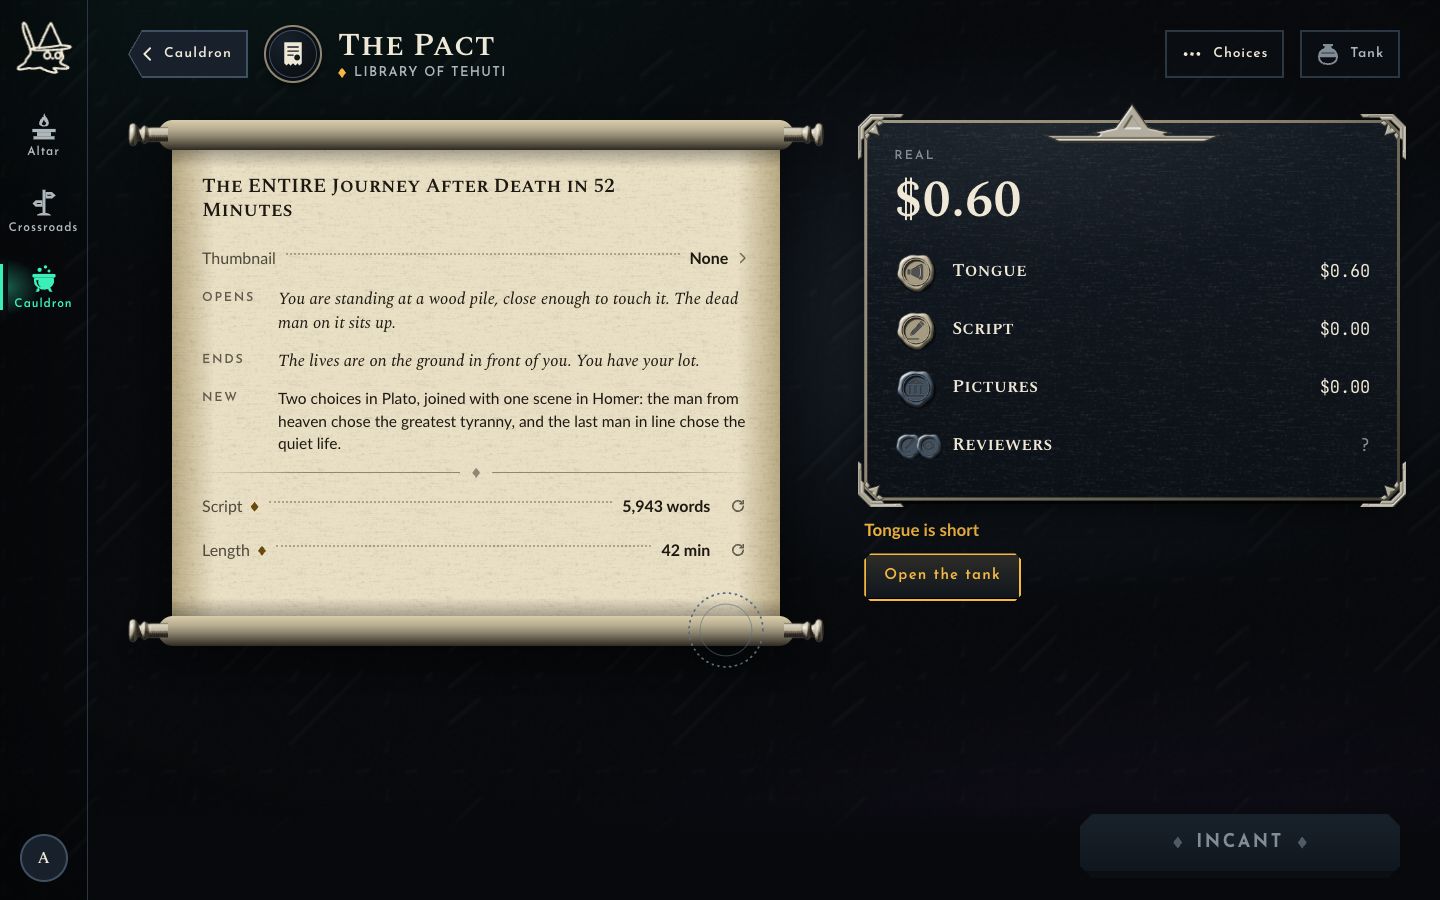 Cauldron
THE PACT
LIBRARY OF TEHUTI
Choices
Tank
Altar
Crossroads
Cauldron
THE ENTIRE JOURNEY AFTER DEATH IN 52
MINUTES
Thumbnail None
OPENS You are standing at a wood pile, close enough to touch it. The dead
man on it sits up.
ENDS The lives are on the ground in front of you. You have your lot.
NEW Two choices in Plato, joined with one scene in Homer: the man from
heaven chose the greatest tyranny, and the last man in line chose the
quiet life.
Script 5,943 words
Length 42 min
REAL
$0.60
TONGUE $0.60
SCRIPT $0.00
PICTURES $0.00
REVIEWERS ?
Tongue is short
Open the tank
INCANT
A